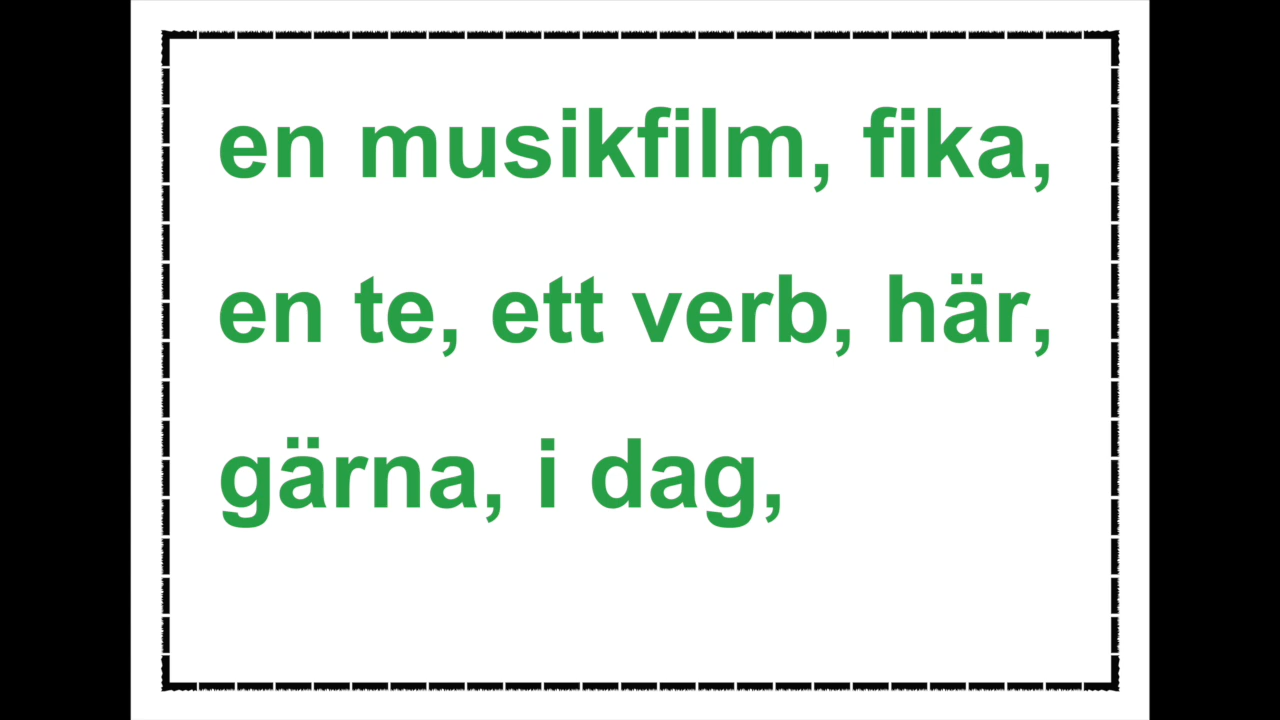 en musikfilm, fika,
en te, ett verb, här,
gärna, i dag,